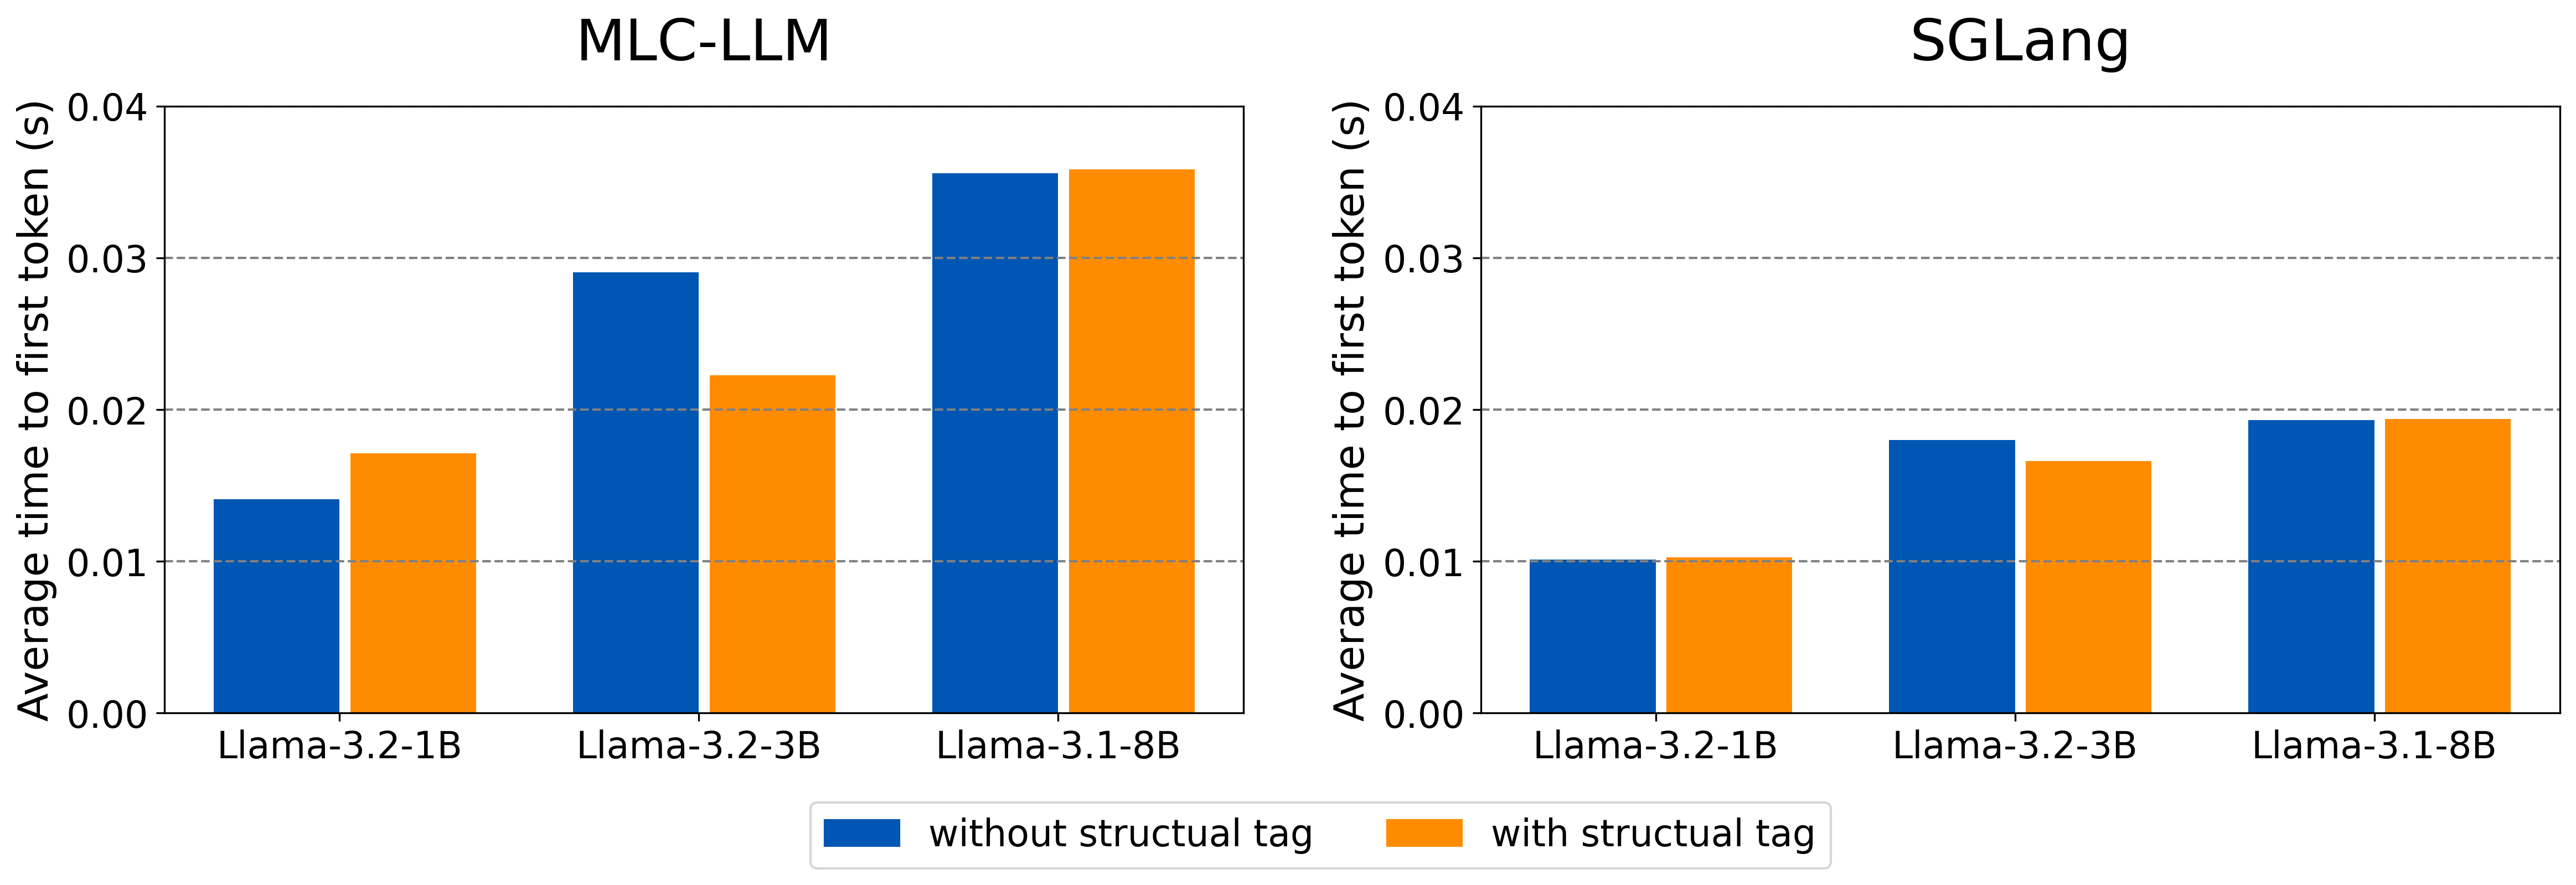 MLC-LLM
Average time to first token (s)
0.04
0.03
0.02
0.01
0.00
Llama-3.2-1B
Llama-3.2-3B
Llama-3.1-8B
SGLang
Average time to first token (s)
0.04
0.03
0.02
0.01
0.00
Llama-3.2-1B
Llama-3.2-3B
Llama-3.1-8B
without structual tag
with structual tag